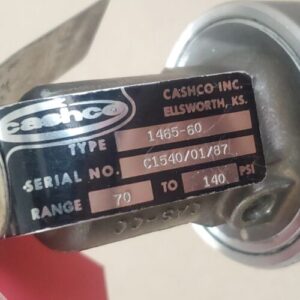 cashco
CASHCO INC.
ELLSWORTH, KS.
TYPE 1465-60
SERIAL NO. C1540/01/87
RANGE 70 TO 140 PSI